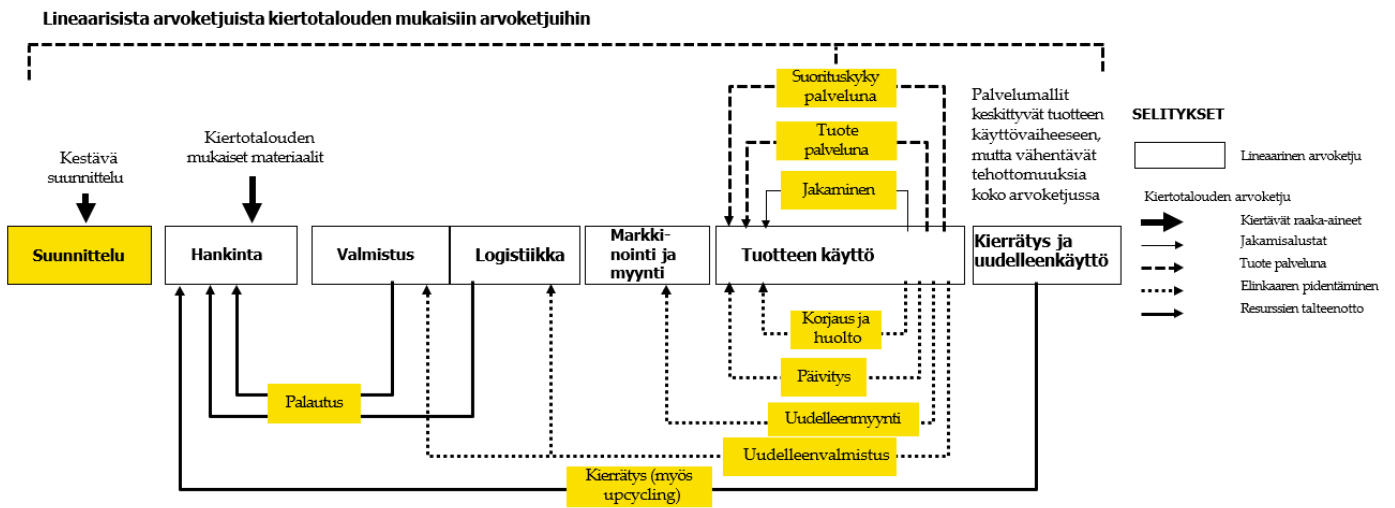 Lineaarisista arvoketjuista kiertotalouden mukaisiin arvoketjuihin
Suorituskyky
palveluna
Tuote
palveluna
Jakaminen
Palvelumallit
keskittyvät tuotteen
käyttövaiheeseen,
mutta vähentävät
tehottomuuksia
koko arvoketjussa
Kestävä
suunnittelu
Kiertotalouden
mukaiset materiaalit
Suunnittelu
Hankinta
Valmistus
Logistiikka
Markki-
nointi ja
myynti
Tuotteen käyttö
Kierrätys ja
uudelleenkäyttö
Korjaus ja
huolto
Päivitys
Palautus
Uudelleenmyynti
Uudelleenvalmistus
Kierrätys (myös
upcycling)
SELITYKSET
Lineaarinen arvoketju
Kiertotalouden arvoketju
Kiertävät raaka-aineet
Jakamisalustat
Tuote palveluna
Elinkaaren pidentäminen
Resurssien talteenotto